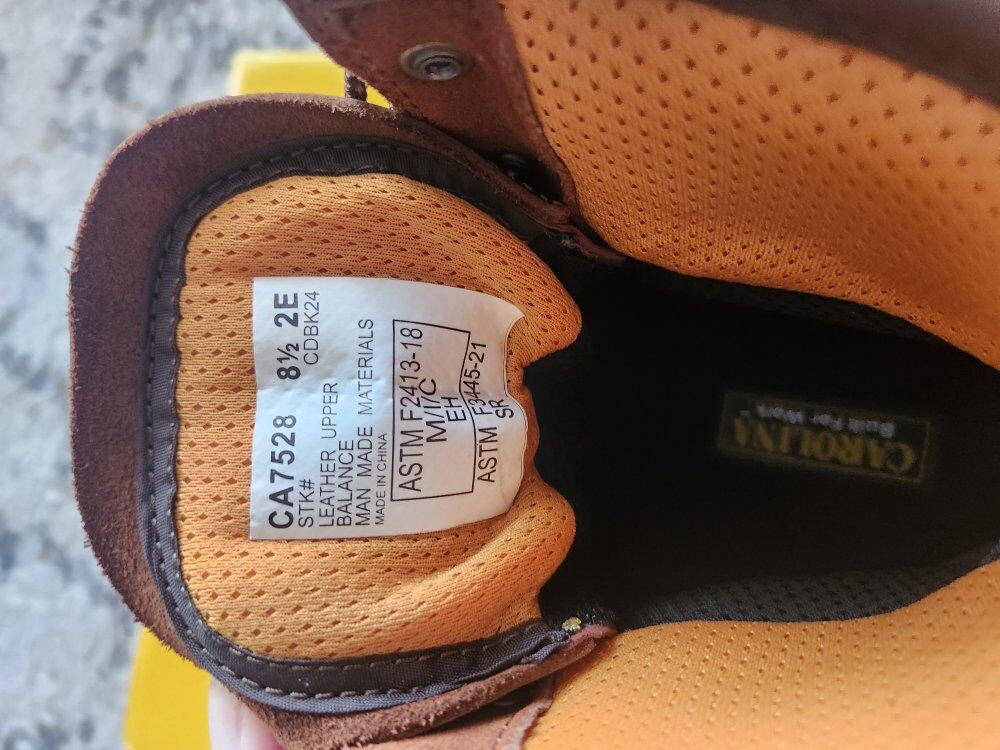 CA7528 8½ 2E
STK# CDBK24
LEATHER UPPER
BALANCE
MAN MADE MATERIALS
MADE IN CHINA
ASTM F2413-18
M/I/C
EH
ASTM F3445-21
SR
CAROLINA
Built For Work